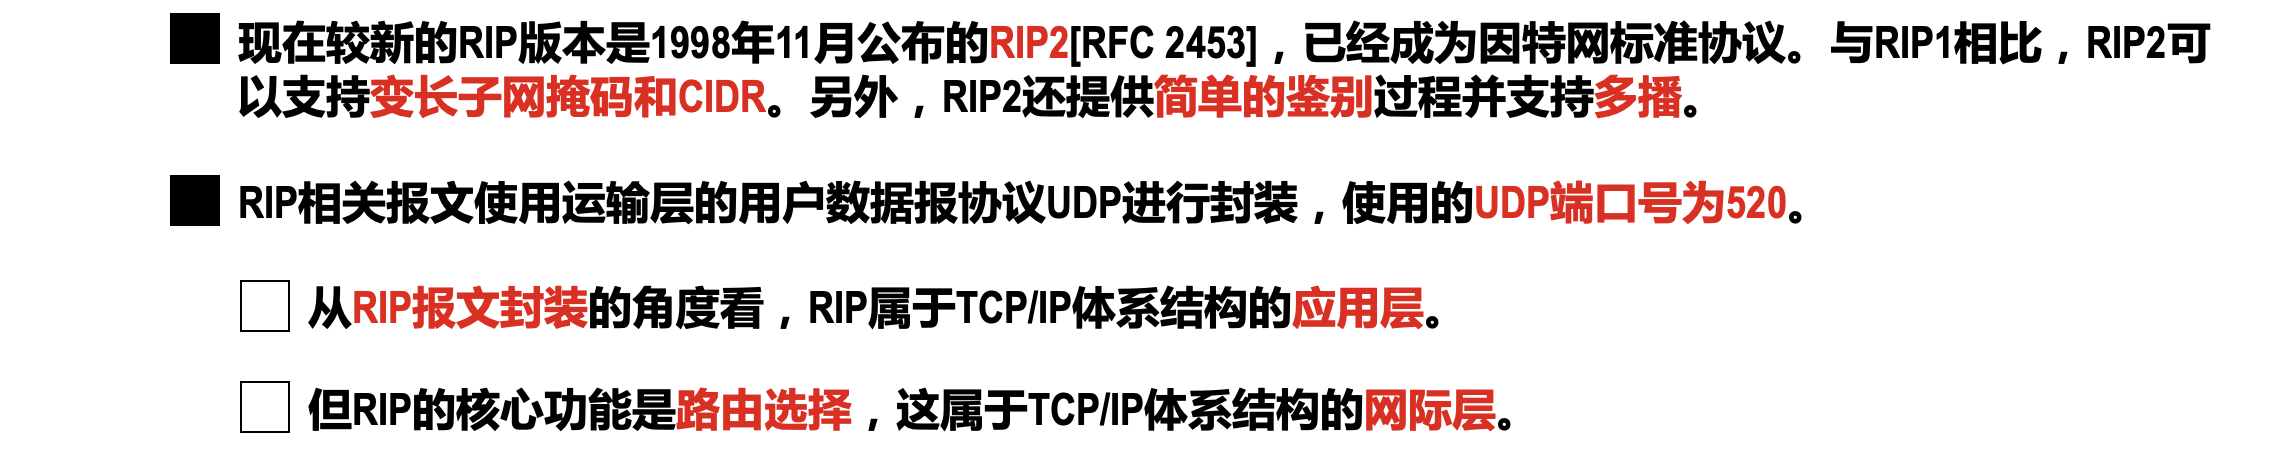 现在较新的RIP版本是1998年11月公布的RIP2[RFC 2453]，已经成为因特网标准协议。与RIP1相比，RIP2可
以支持变长子网掩码和CIDR。另外，RIP2还提供简单的鉴别过程并支持多播。
RIP相关报文使用运输层的用户数据报协议UDP进行封装，使用的UDP端口号为520。
从RIP报文封装的角度看，RIP属于TCP/IP体系结构的应用层。
但RIP的核心功能是路由选择，这属于TCP/IP体系结构的网际层。